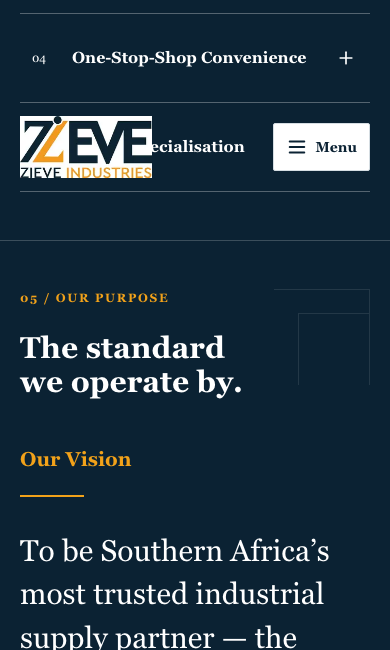 04 One-Stop-Shop Convenience
ZIEVE
ZIEVE INDUSTRIES
ecialisation
Menu
05 / OUR PURPOSE
The standard
we operate by.
Our Vision
To be Southern Africa’s
most trusted industrial
supply partner — the